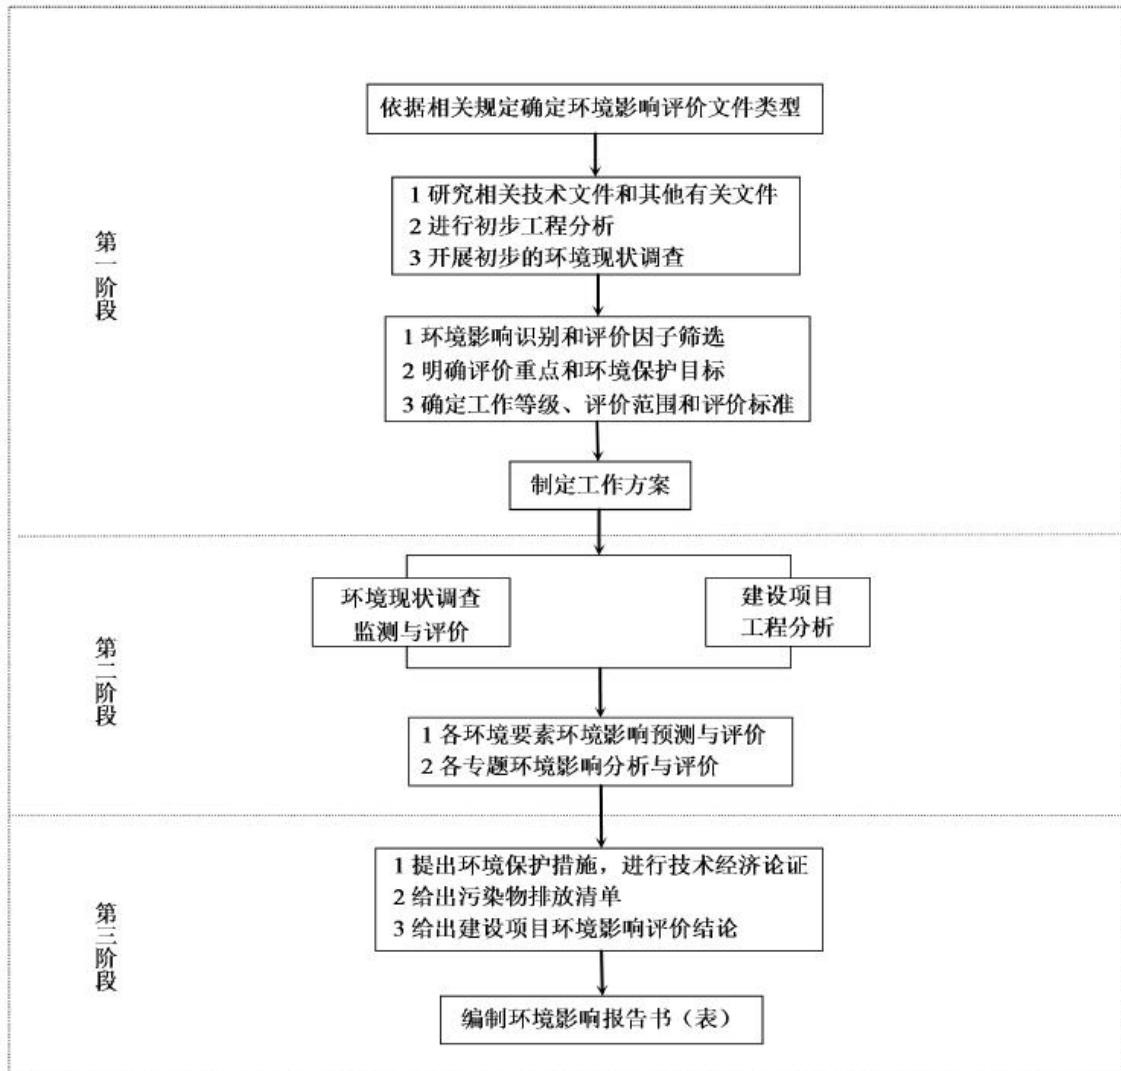 依据相关规定确定环境影响评价文件类型
1 研究相关技术文件和其他有关文件
2 进行初步工程分析
3 开展初步的环境现状调查
第一阶段
1 环境影响识别和评价因子筛选
2 明确评价重点和环境保护目标
3 确定工作等级、评价范围和评价标准
制定工作方案
环境现状调查
监测与评价
建设项目
工程分析
第二阶段
1 各环境要素环境影响预测与评价
2 各专题环境影响分析与评价
1 提出环境保护措施，进行技术经济论证
2 给出污染物排放清单
3 给出建设项目环境影响评价结论
第三阶段
编制环境影响报告书（表）